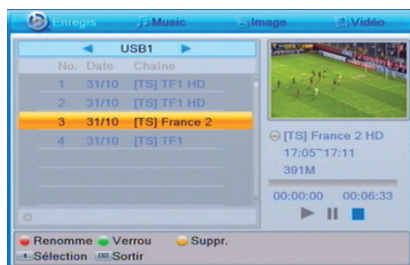 Enregis Music Image Vidéo
USB1
No. Date Chaîne
1 31/10 [TS] TF1 HD
2 31/10 [TS] TF1 HD
3 31/10 [TS] France 2
4 31/10 [TS] TF1
[TS] France 2 HD
17:05~17:11
391M
00:00:00 00:06:33
Renomme Verrou Suppr.
Sélection Sortir